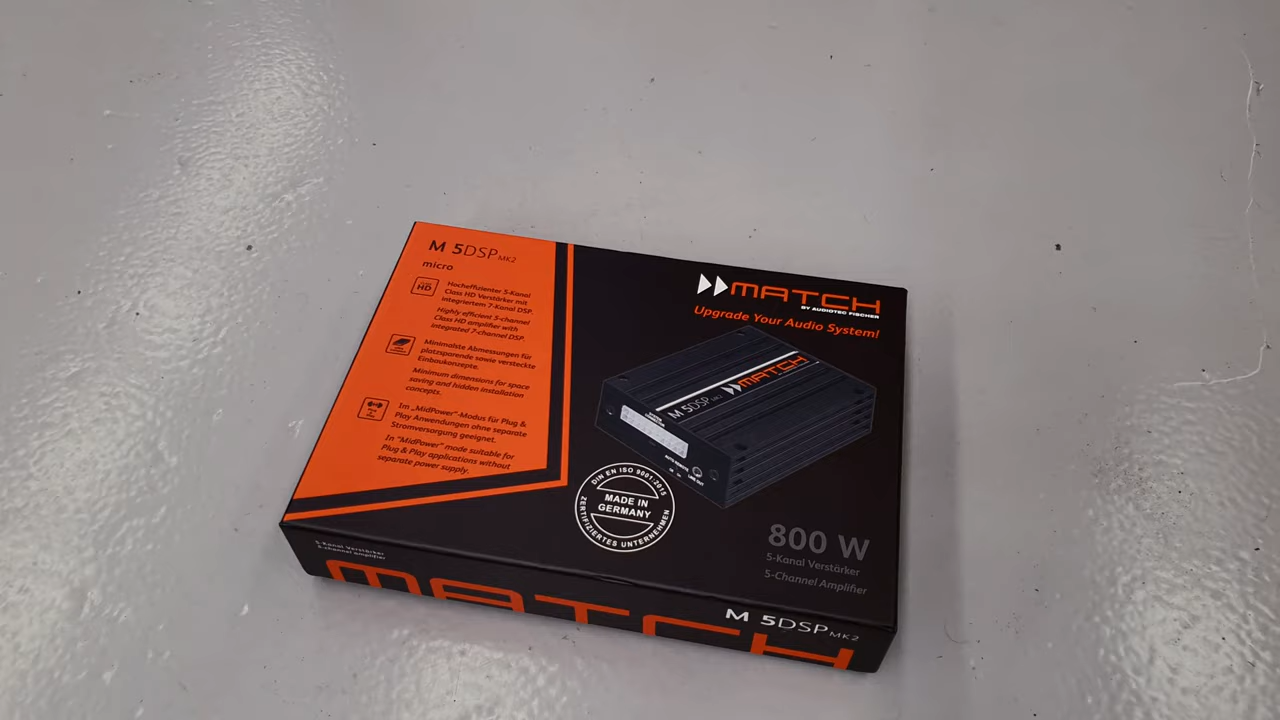 M 5DSP MK2
micro
HD
Hocheffizienter 5-Kanal
Class HD Verstärker mit
integriertem 7-Kanal DSP.
Highly efficient 5-channel
Class HD amplifier with
integrated 7-channel DSP.
Minimalste Abmessungen für
platzsparende sowie versteckte
Einbaukonzepte.
Minimum dimensions for space
saving and hidden installation
concepts.
Im „MidPower“-Modus für Plug &
Play Anwendungen ohne separate
Stromversorgung geeignet.
In "MidPower" mode suitable for
Plug & Play applications without
separate power supply.
MATCH
BY AUDIOTEC FISCHER
Upgrade Your Audio System!
MATCH
M 5DSP MK2
AUTO REMOTE
LINE OUT
DIN EN ISO 9001:2015
MADE IN
GERMANY
ZERTIFIZIERTES UNTERNEHMEN
800 W
5-Kanal Verstärker
5-Channel Amplifier
5-Kanal Verstärker
5-channel amplifier
MATCH
M 5DSP MK2